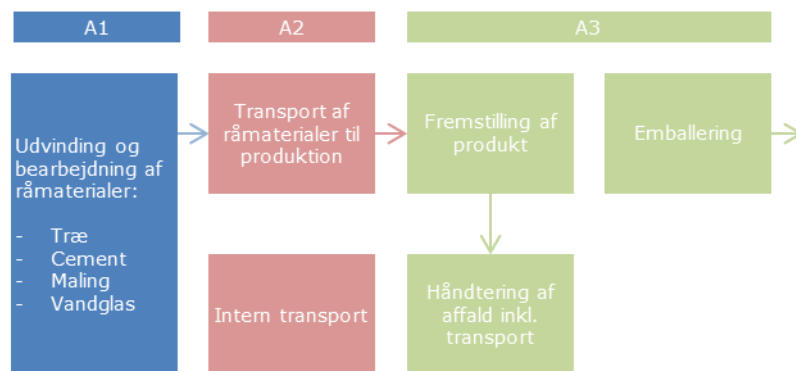 A1
A2
A3
Udvinding og
bearbejdning af
råmaterialer:
- Træ
- Cement
- Maling
- Vandglas
Transport af
råmaterialer til
produktion
Fremstilling af
produkt
Emballering
Intern transport
Håndtering af
affald inkl.
transport